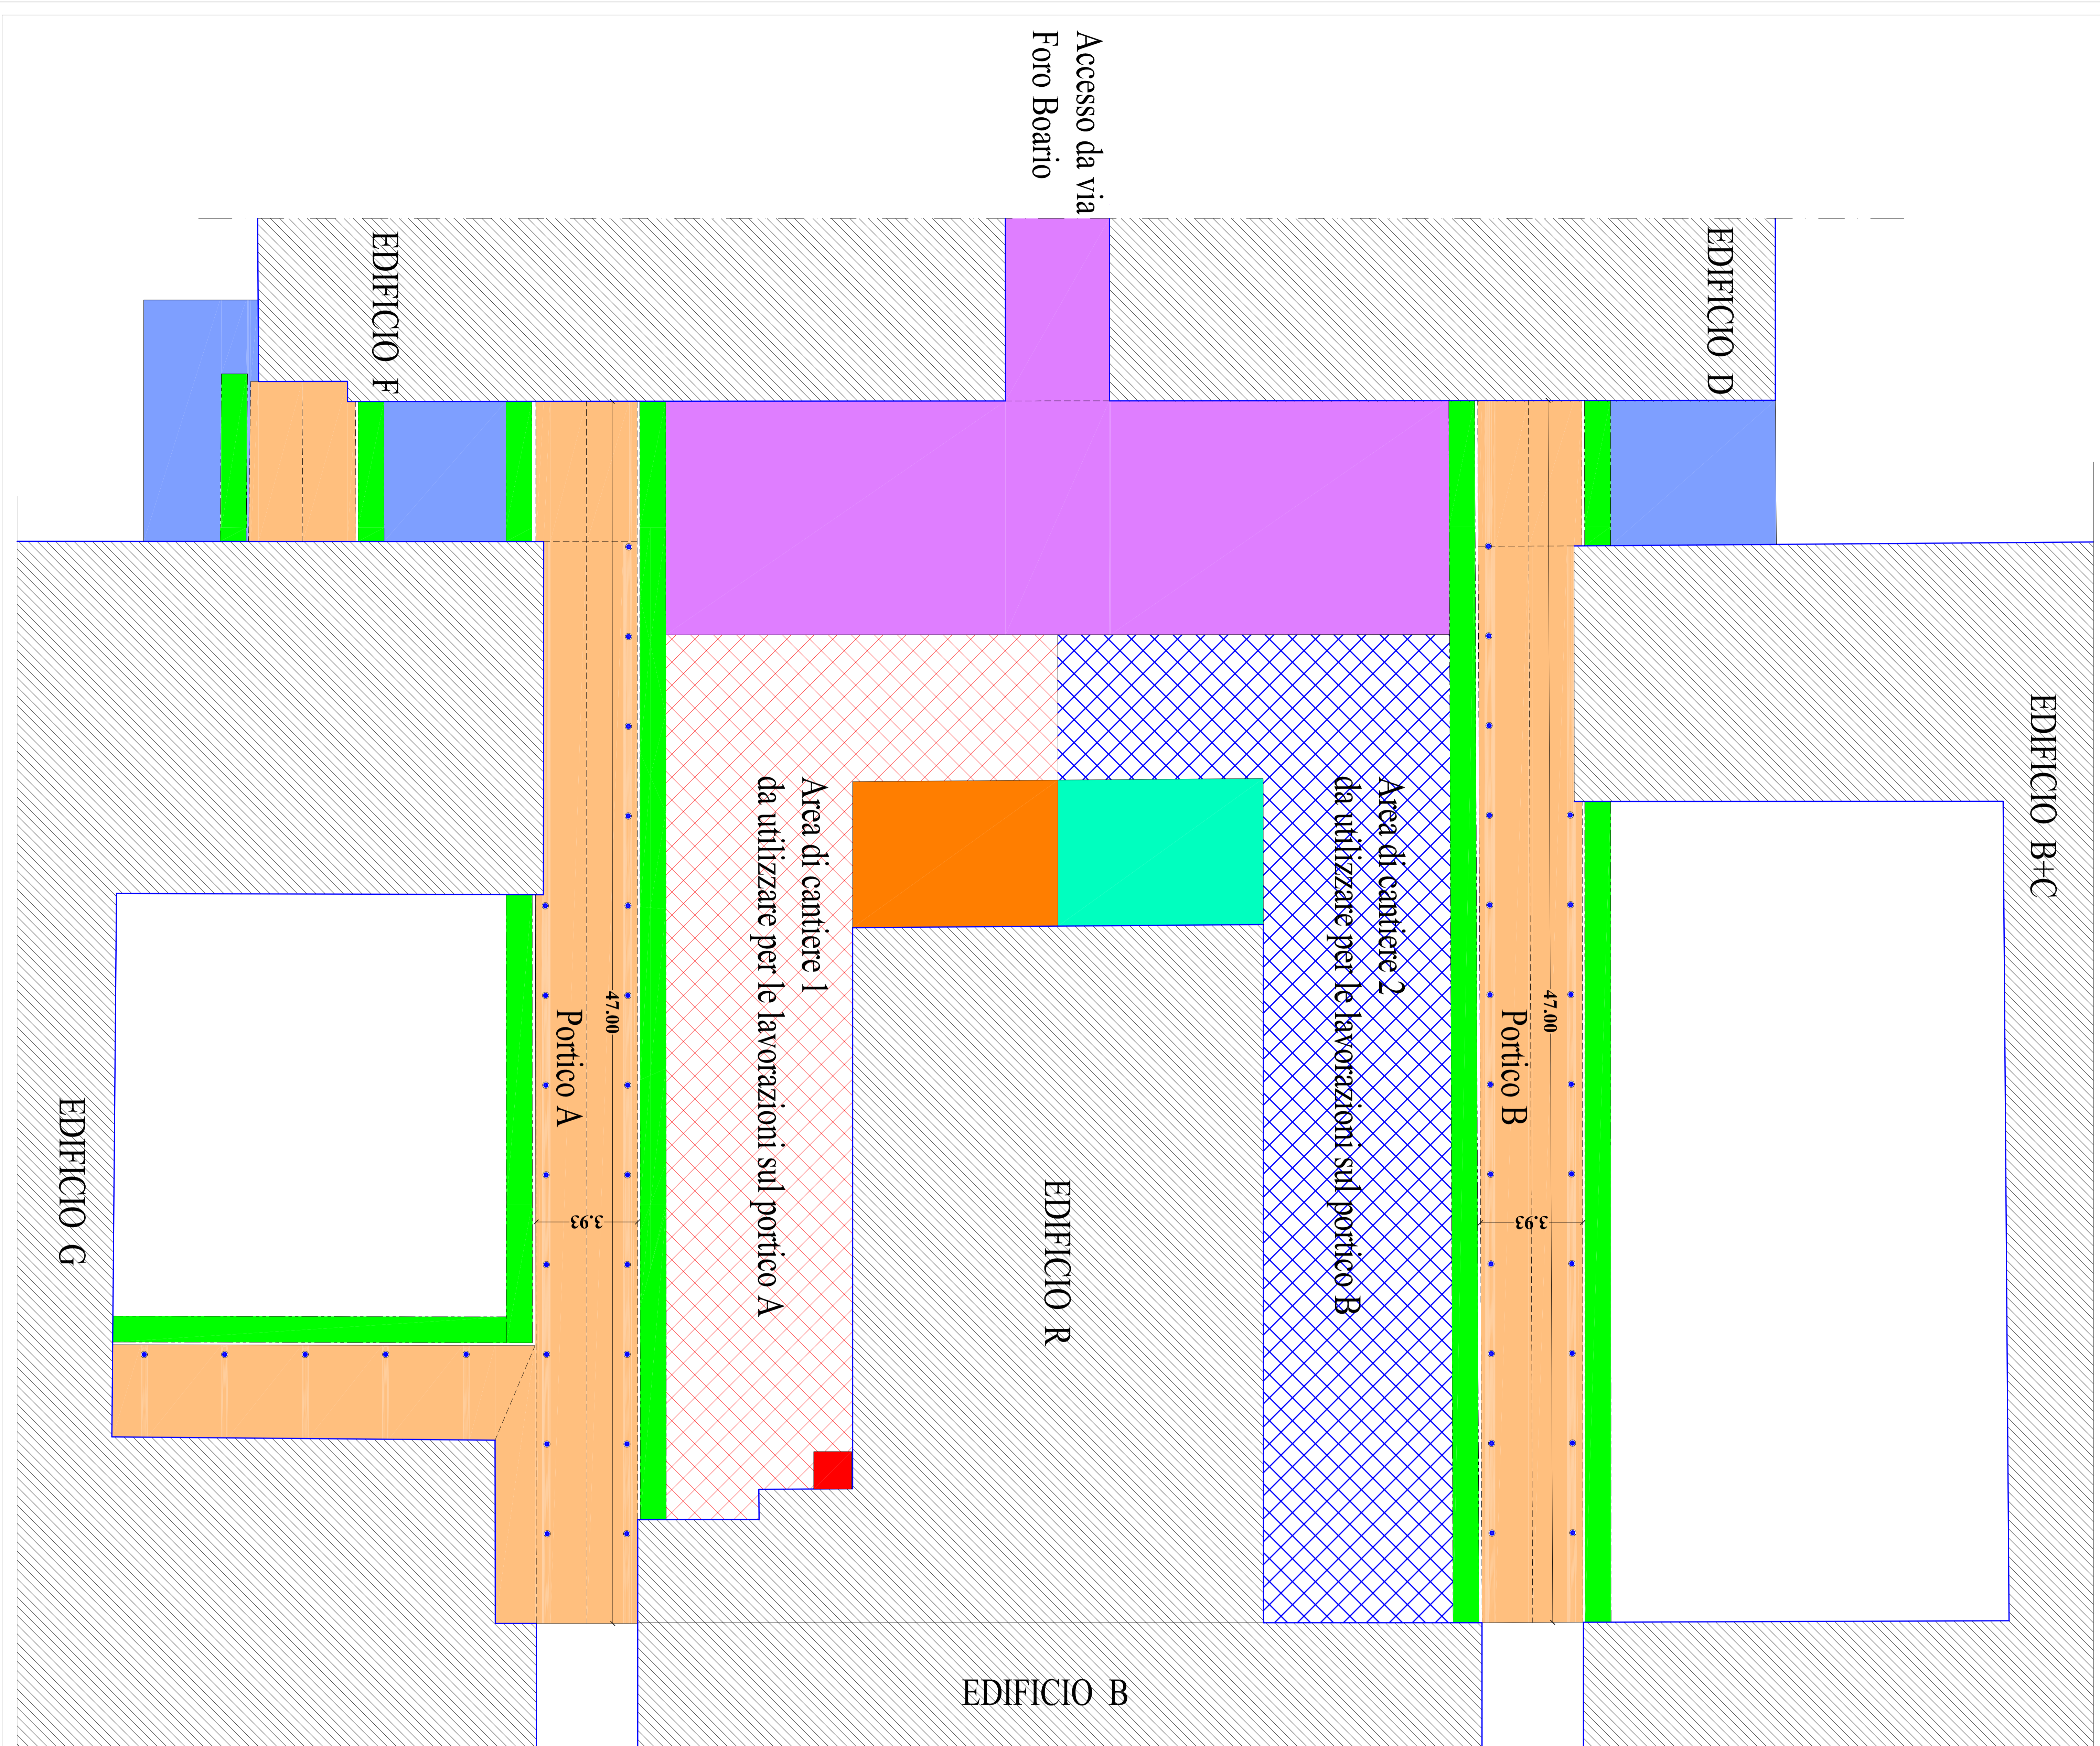 Accesso da via
Foro Boario
EDIFICIO F
EDIFICIO D
EDIFICIO B+C
Area di cantiere 1
da utilizzare per le lavorazioni sul portico A
Area di cantiere 2
da utilizzare per le lavorazioni sul portico B
47.00
Portico A
3.93
47.00
Portico B
3.93
EDIFICIO G
EDIFICIO R
EDIFICIO B